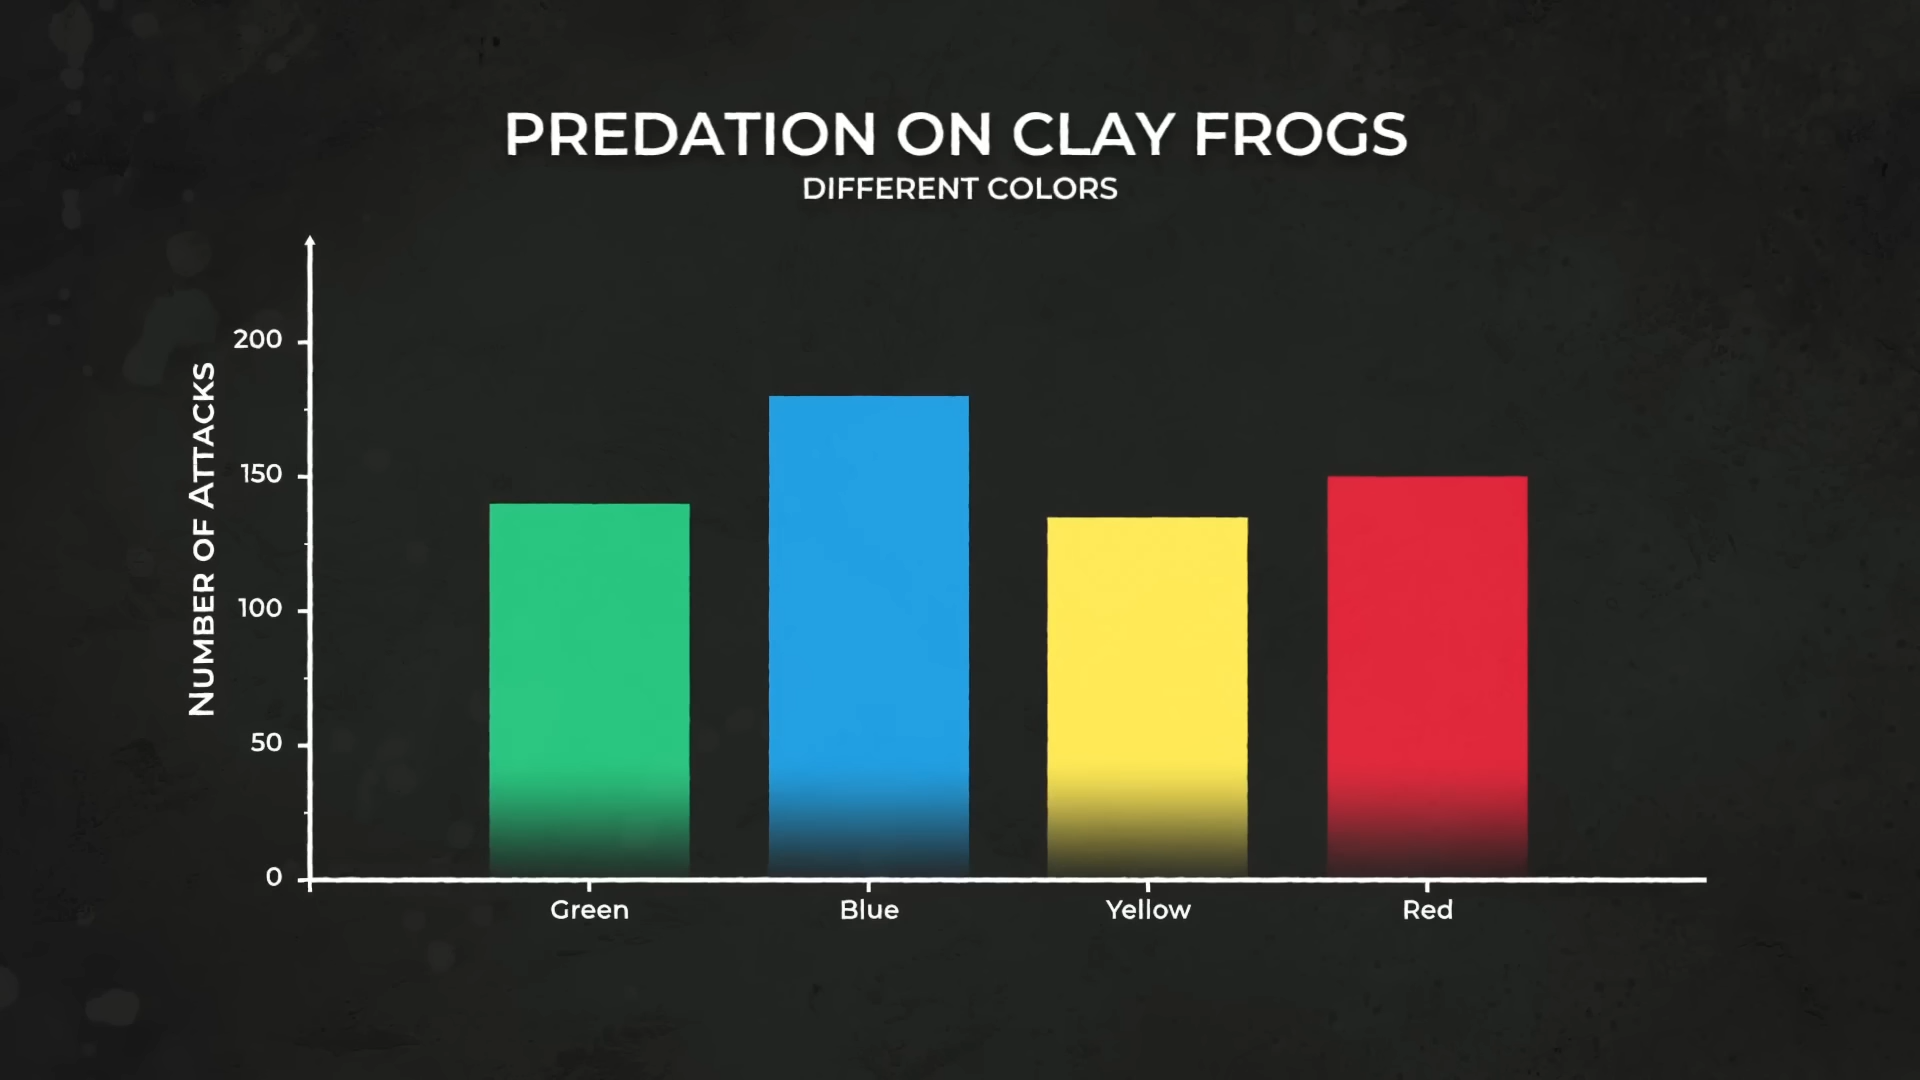 PREDATION ON CLAY FROGS
DIFFERENT COLORS
NUMBER OF ATTACKS
200
150
100
50
0
Green
Blue
Yellow
Red